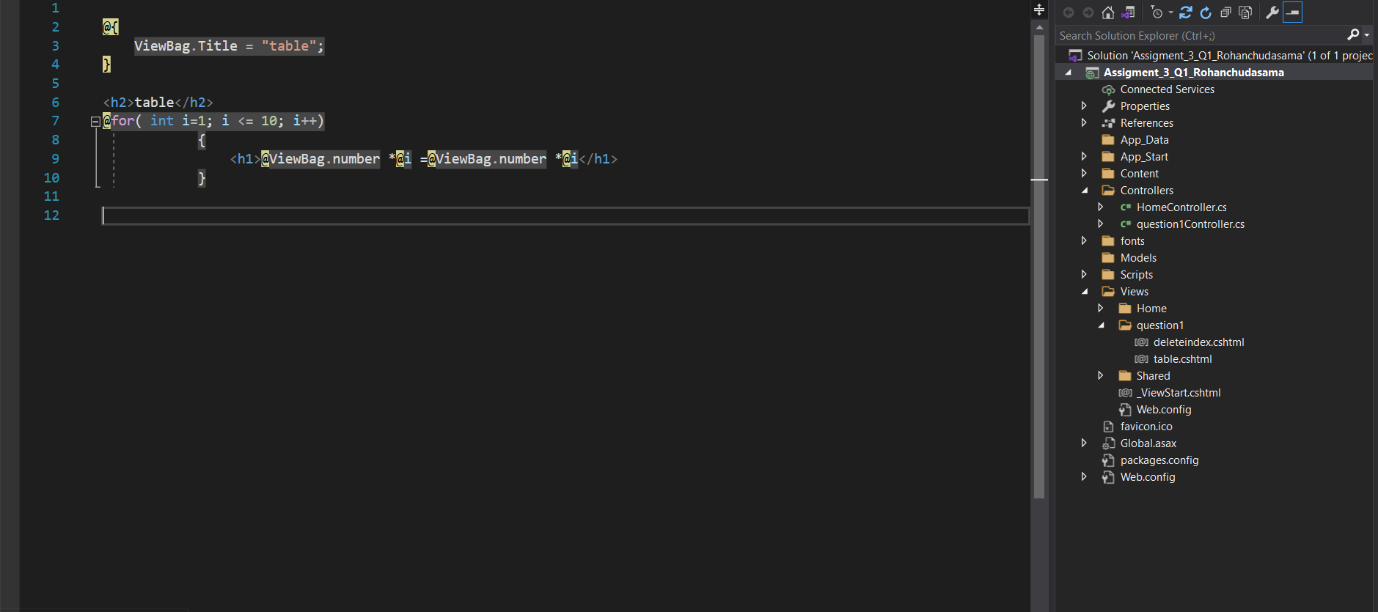 1
2 @{
3 ViewBag.Title = "table";
4 }
5
6 <h2>table</h2>
7 @for( int i=1; i <= 10; i++)
8 {
9 <h1>@ViewBag.number *@i =@ViewBag.number *@i</h1>
10 }
11
12
Search Solution Explorer (Ctrl+;)
Solution 'Assigment_3_Q1_Rohanchudasama' (1 of 1 projec
Assigment_3_Q1_Rohanchudasama
Connected Services
Properties
References
App_Data
App_Start
Content
Controllers
HomeController.cs
question1Controller.cs
fonts
Models
Scripts
Views
Home
question1
deleteindex.cshtml
table.cshtml
Shared
_ViewStart.cshtml
Web.config
favicon.ico
Global.asax
packages.config
Web.config